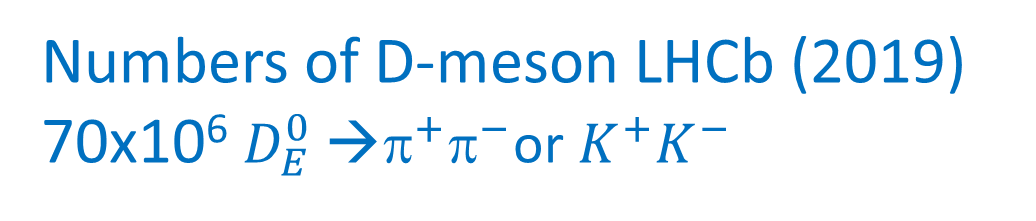 Numbers of D-meson LHCb (2019)
70x10⁶ D⁰_E →π⁺π⁻or K⁺K⁻